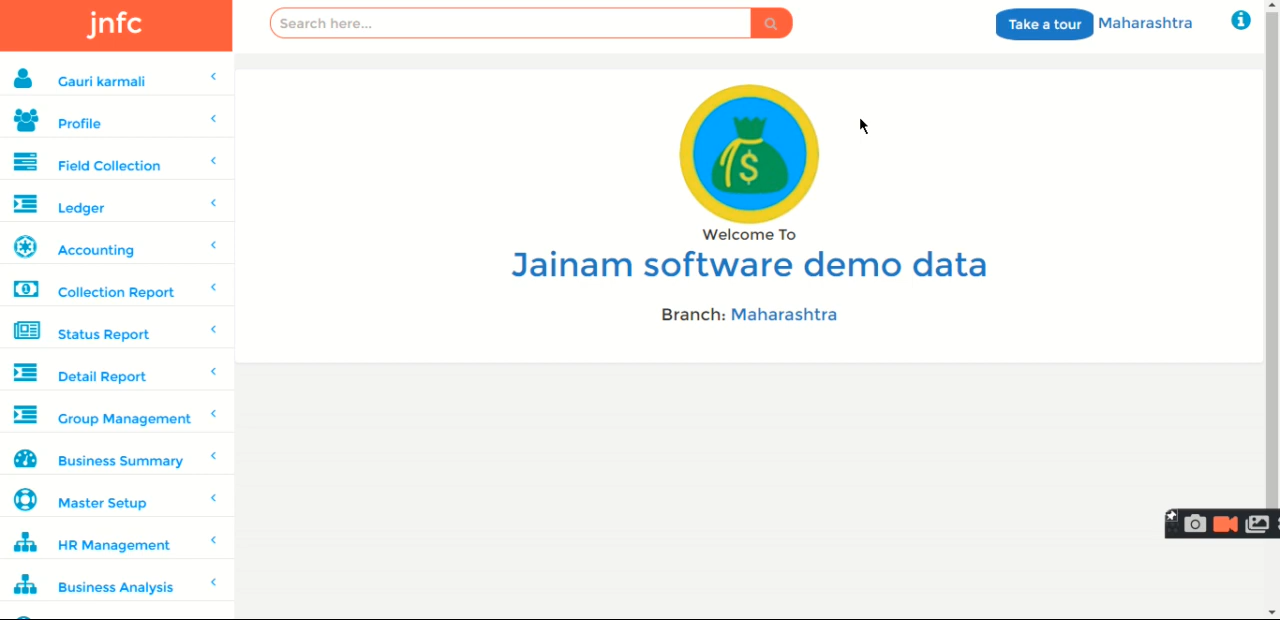 jnfc
Search here...
Take a tour
Maharashtra
Gauri karmali
Profile
Field Collection
Ledger
Accounting
Collection Report
Status Report
Detail Report
Group Management
Business Summary
Master Setup
HR Management
Business Analysis
$
Welcome To
Jainam software demo data
Branch: Maharashtra